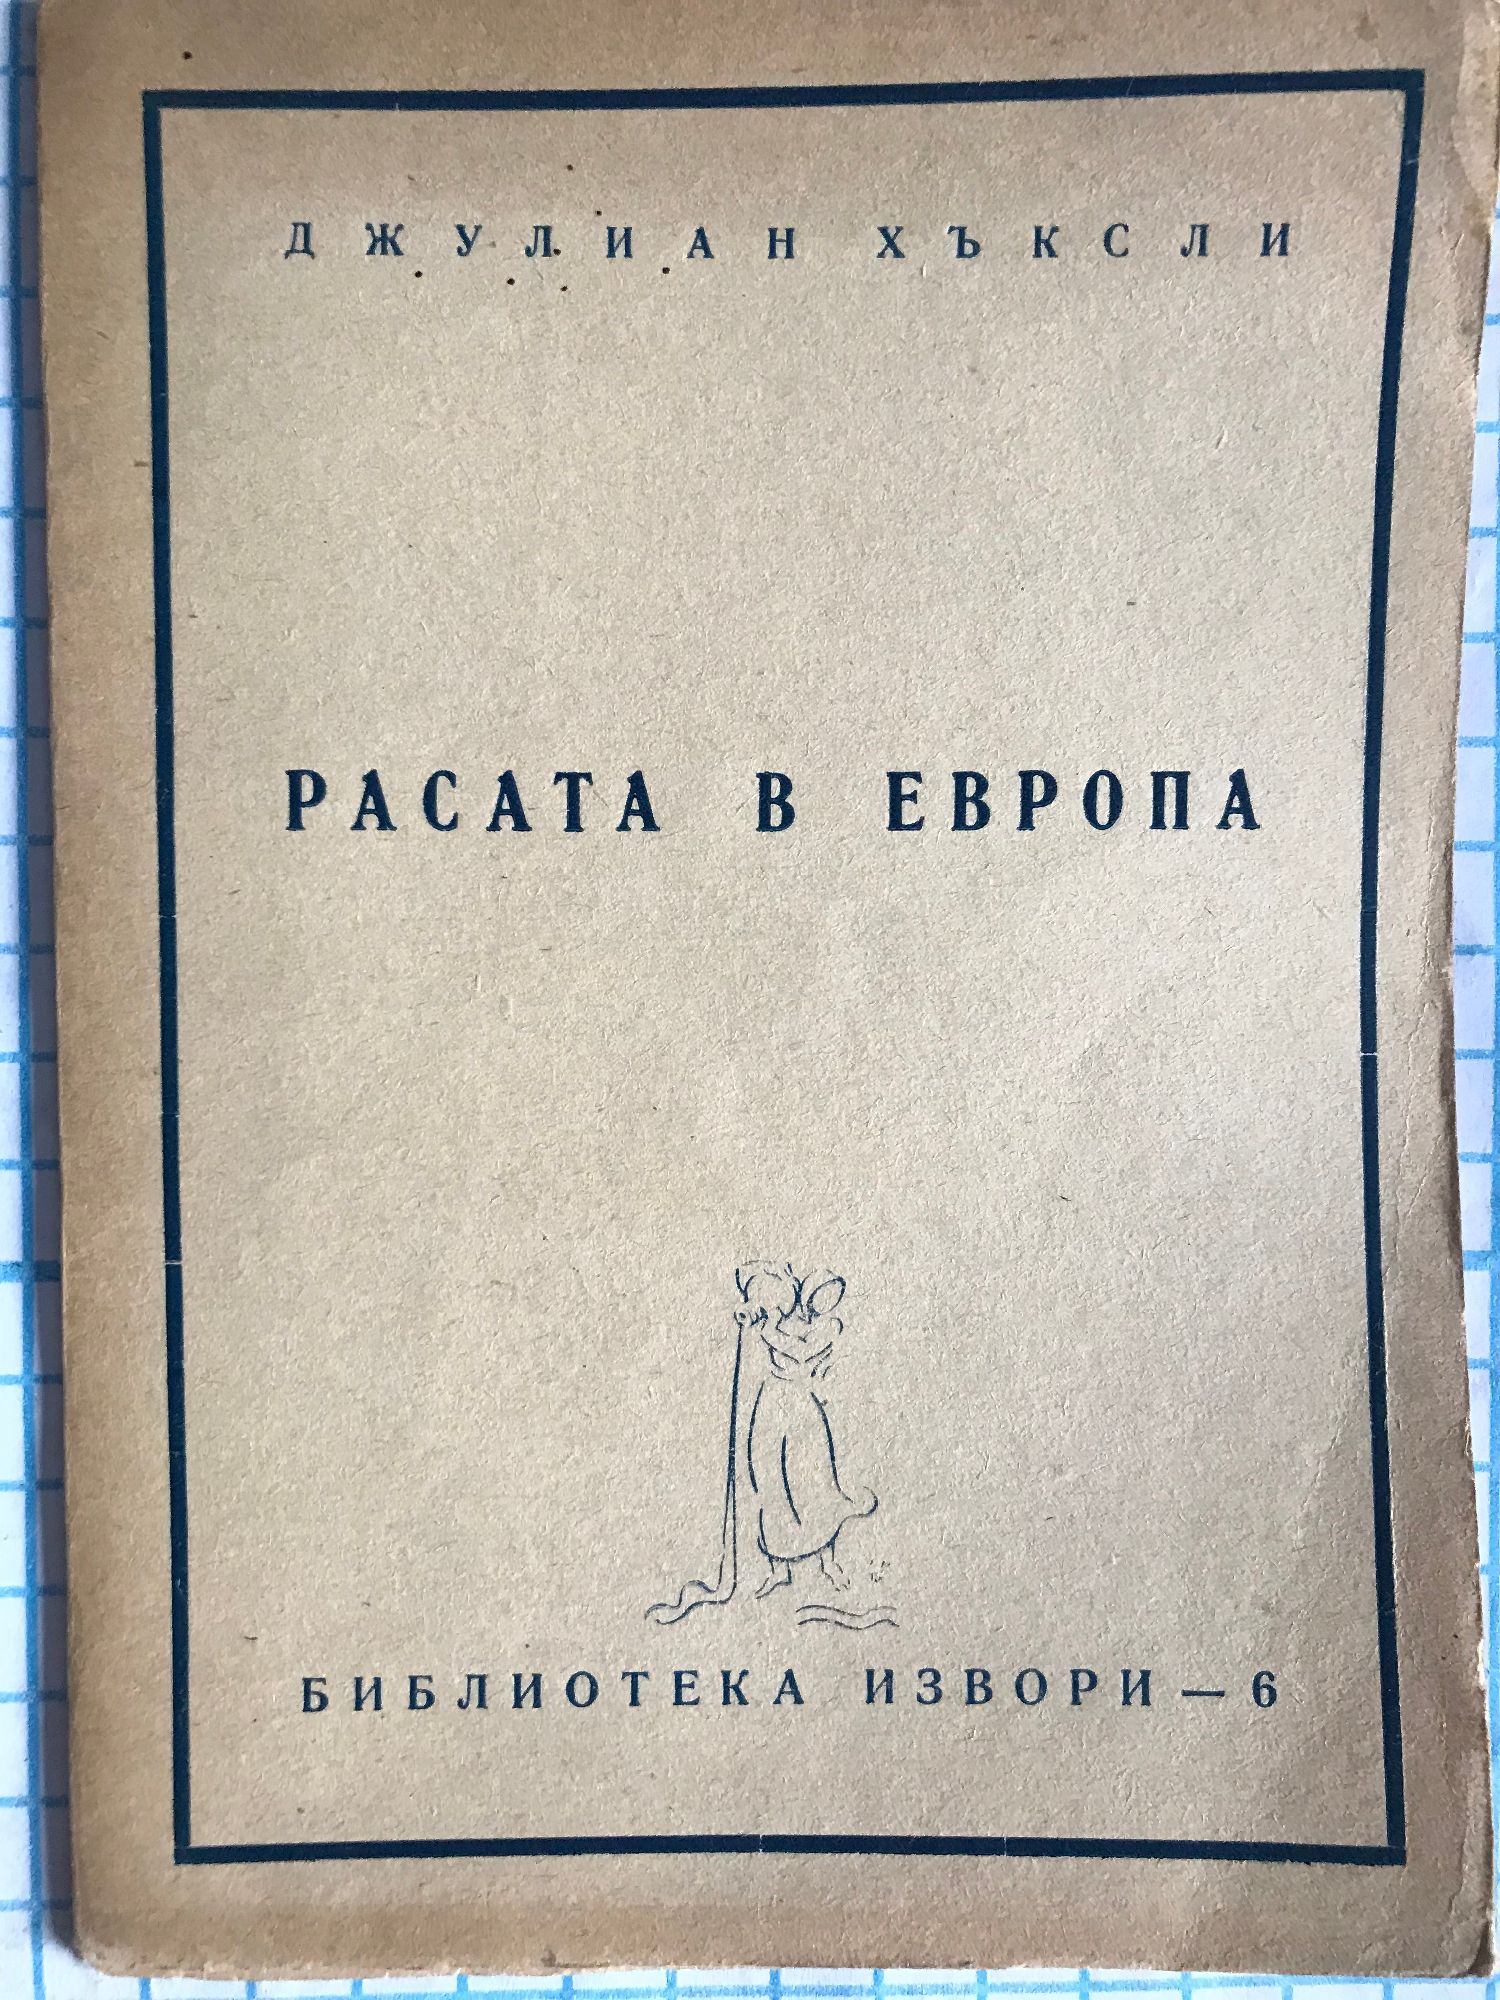 ДЖУЛИАН ХЪКСЛИ
РАСАТА В ЕВРОПА
БИБЛИОТЕКА ИЗВОРИ — 6